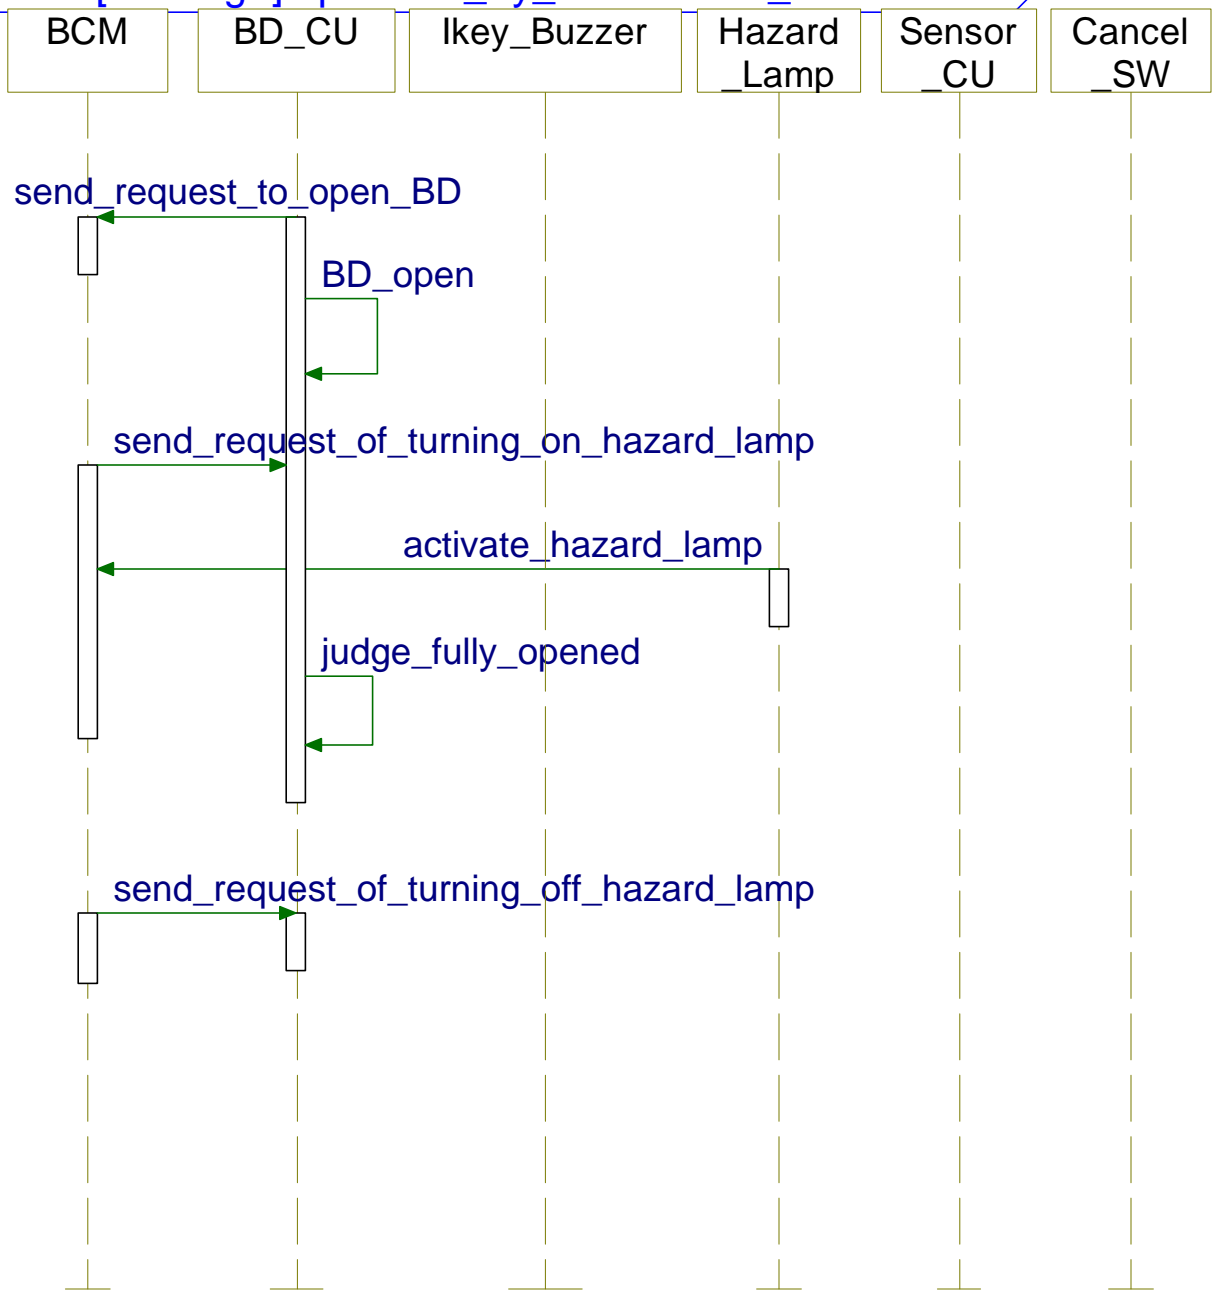 BCM
BD_CU
Ikey_Buzzer
Hazard
_Lamp
Sensor
_CU
Cancel
_SW
send_request_to_open_BD
BD_open
send_request_of_turning_on_hazard_lamp
activate_hazard_lamp
judge_fully_opened
send_request_of_turning_off_hazard_lamp